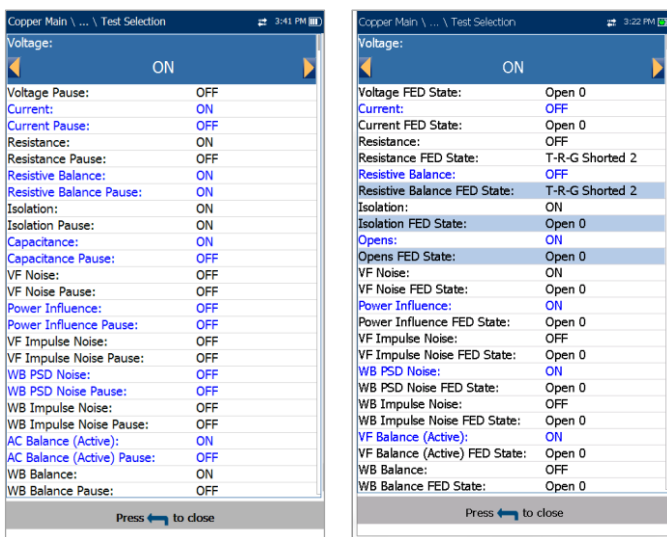 Copper Main \ ... \ Test Selection 3:41 PM
Voltage:
ON
Voltage Pause: OFF
Current: ON
Current Pause: OFF
Resistance: ON
Resistance Pause: OFF
Resistive Balance: ON
Resistive Balance Pause: ON
Isolation: ON
Isolation Pause: OFF
Capacitance: ON
Capacitance Pause: OFF
VF Noise: OFF
VF Noise Pause: OFF
Power Influence: OFF
Power Influence Pause: OFF
VF Impulse Noise: OFF
VF Impulse Noise Pause: OFF
WB PSD Noise: OFF
WB PSD Noise Pause: OFF
WB Impulse Noise: OFF
WB Impulse Noise Pause: OFF
AC Balance (Active): ON
AC Balance (Active) Pause: OFF
WB Balance: ON
WB Balance Pause: OFF
Press to close
Copper Main \ ... \ Test Selection 3:22 PM
Voltage:
ON
Voltage FED State: Open 0
Current: OFF
Current FED State: Open 0
Resistance: OFF
Resistance FED State: T-R-G Shorted 2
Resistive Balance: OFF
Resistive Balance FED State: T-R-G Shorted 2
Isolation: ON
Isolation FED State: Open 0
Opens: ON
Opens FED State: Open 0
VF Noise: ON
VF Noise FED State: Open 0
Power Influence: ON
Power Influence FED State: Open 0
VF Impulse Noise: OFF
VF Impulse Noise FED State: Open 0
WB PSD Noise: ON
WB PSD Noise FED State: Open 0
WB Impulse Noise: OFF
WB Impulse Noise FED State: Open 0
VF Balance (Active): ON
VF Balance (Active) FED State: Open 0
WB Balance: OFF
WB Balance FED State: Open 0
Press to close